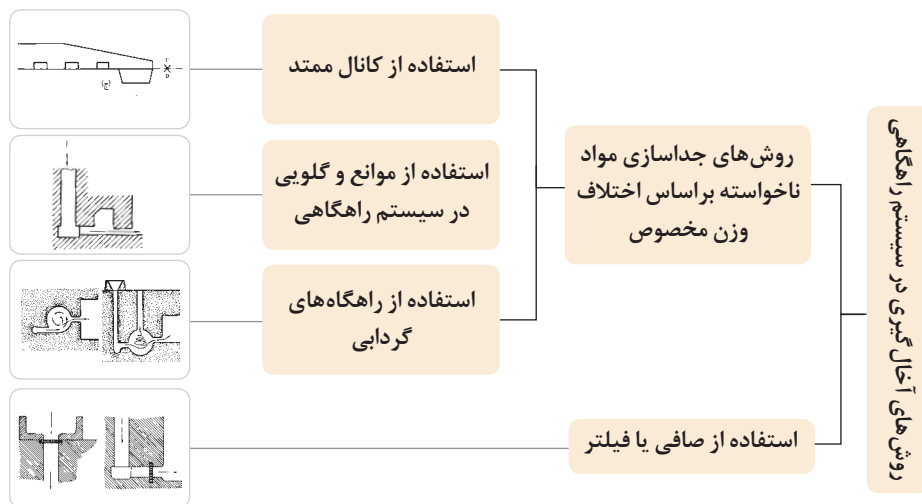 روش‌های آخال‌گیری در سیستم راهگاهی
روش‌های جداسازی مواد
ناخواسته براساس اختلاف
وزن مخصوص
استفاده از کانال ممتد
(ج)
استفاده از موانع و گلویی
در سیستم راهگاهی
استفاده از راهگاه‌های
گردابی
استفاده از صافی یا فیلتر